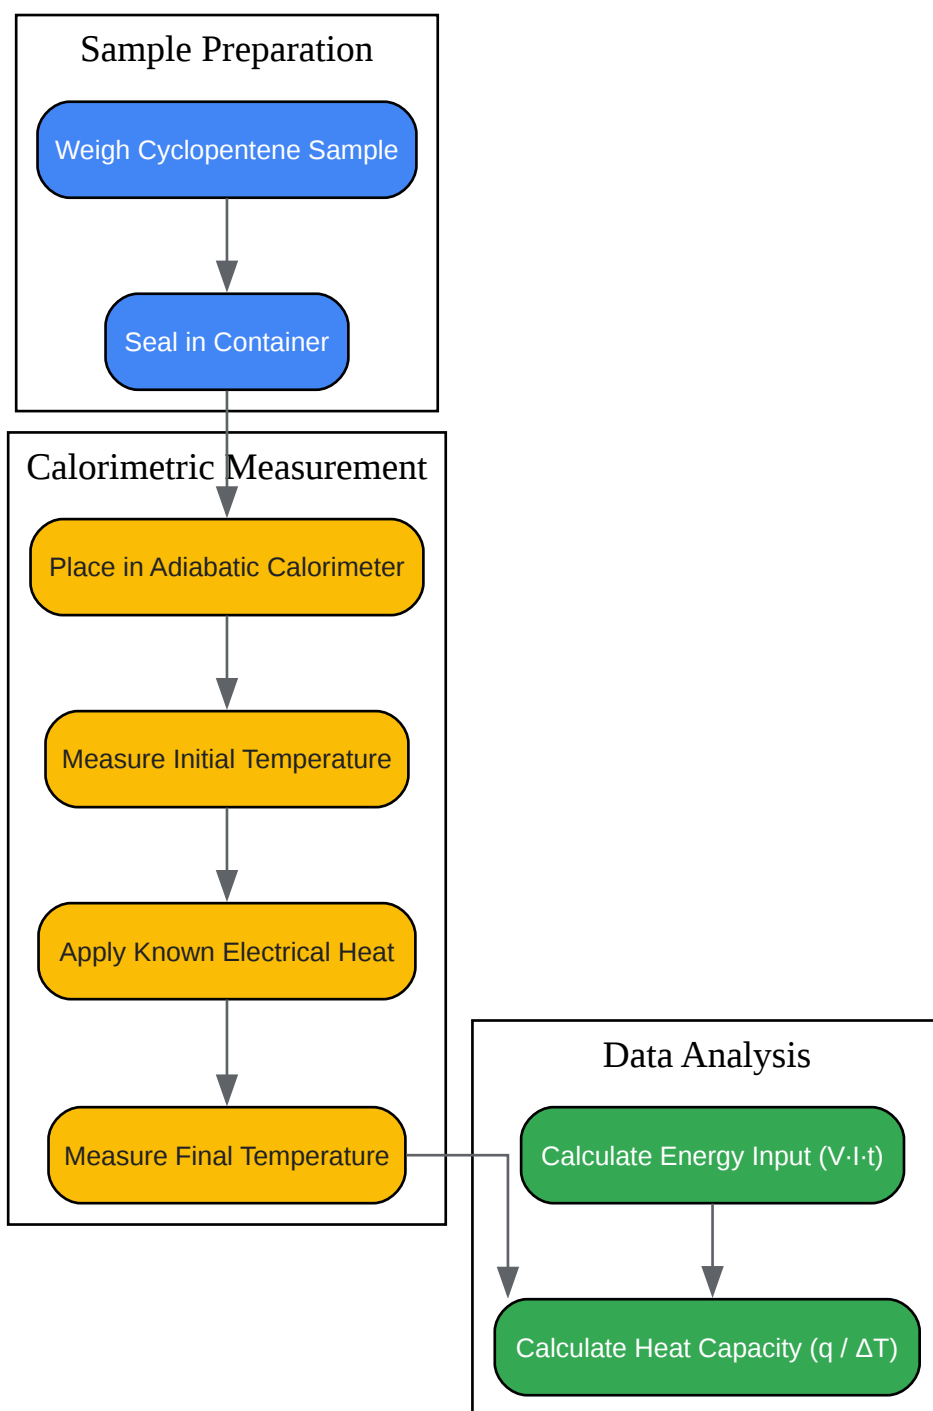 Sample Preparation
Weigh Cyclopentene Sample
Seal in Container
Calorimetric Measurement
Place in Adiabatic Calorimeter
Measure Initial Temperature
Apply Known Electrical Heat
Measure Final Temperature
Data Analysis
Calculate Energy Input (V·I·t)
Calculate Heat Capacity (q / ΔT)